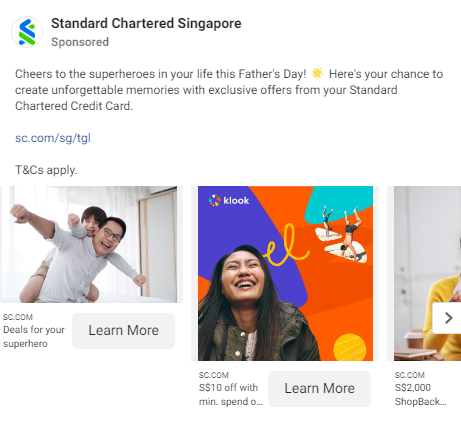 Standard Chartered Singapore
Sponsored
Cheers to the superheroes in your life this Father's Day! 🌟 Here's your chance to
create unforgettable memories with exclusive offers from your Standard
Chartered Credit Card.
sc.com/sg/tgl
T&Cs apply.
klook
SC.COM
Deals for your
superhero
Learn More
SC.COM
S$10 off with
min. spend o...
Learn More
SC.COM
S$2,000
ShopBack...